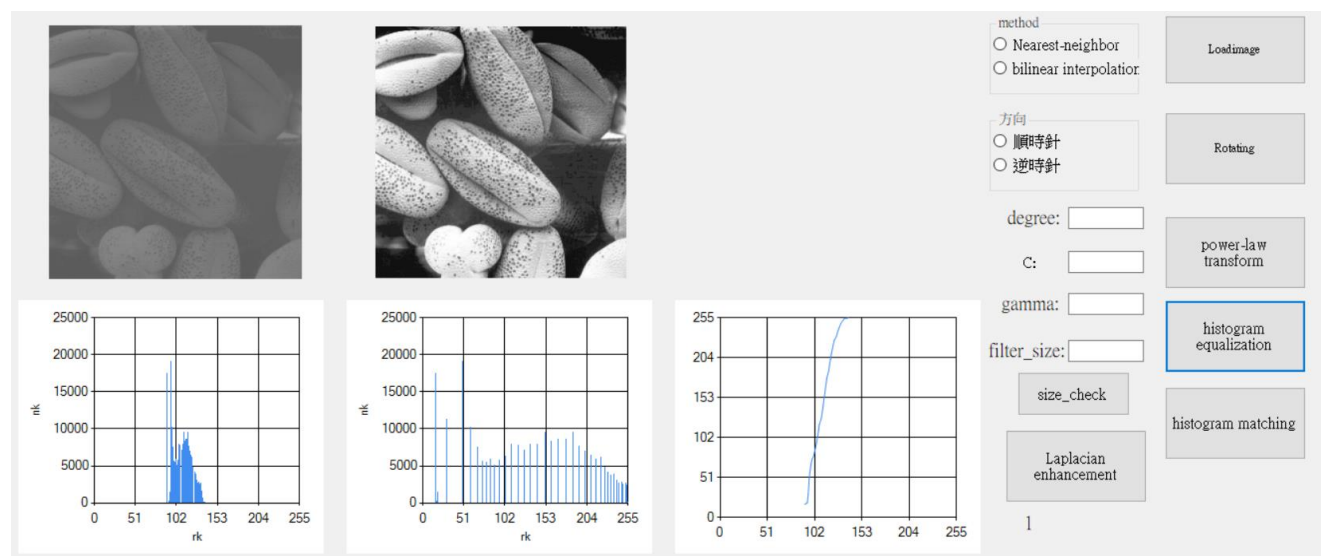 method
Nearest-neighbor
bilinear interpolation
方向
順時針
逆時針
degree:
C:
gamma:
filter_size:
size_check
Laplacian
enhancement
1
Loadimage
Rotating
power-law
transform
histogram
equalization
histogram matching
25000
20000
15000
10000
5000
0
nk
0 51 102 153 204 255
rk
25000
20000
15000
10000
5000
0
nk
0 51 102 153 204 255
rk
255
204
153
102
51
0
0 51 102 153 204 255